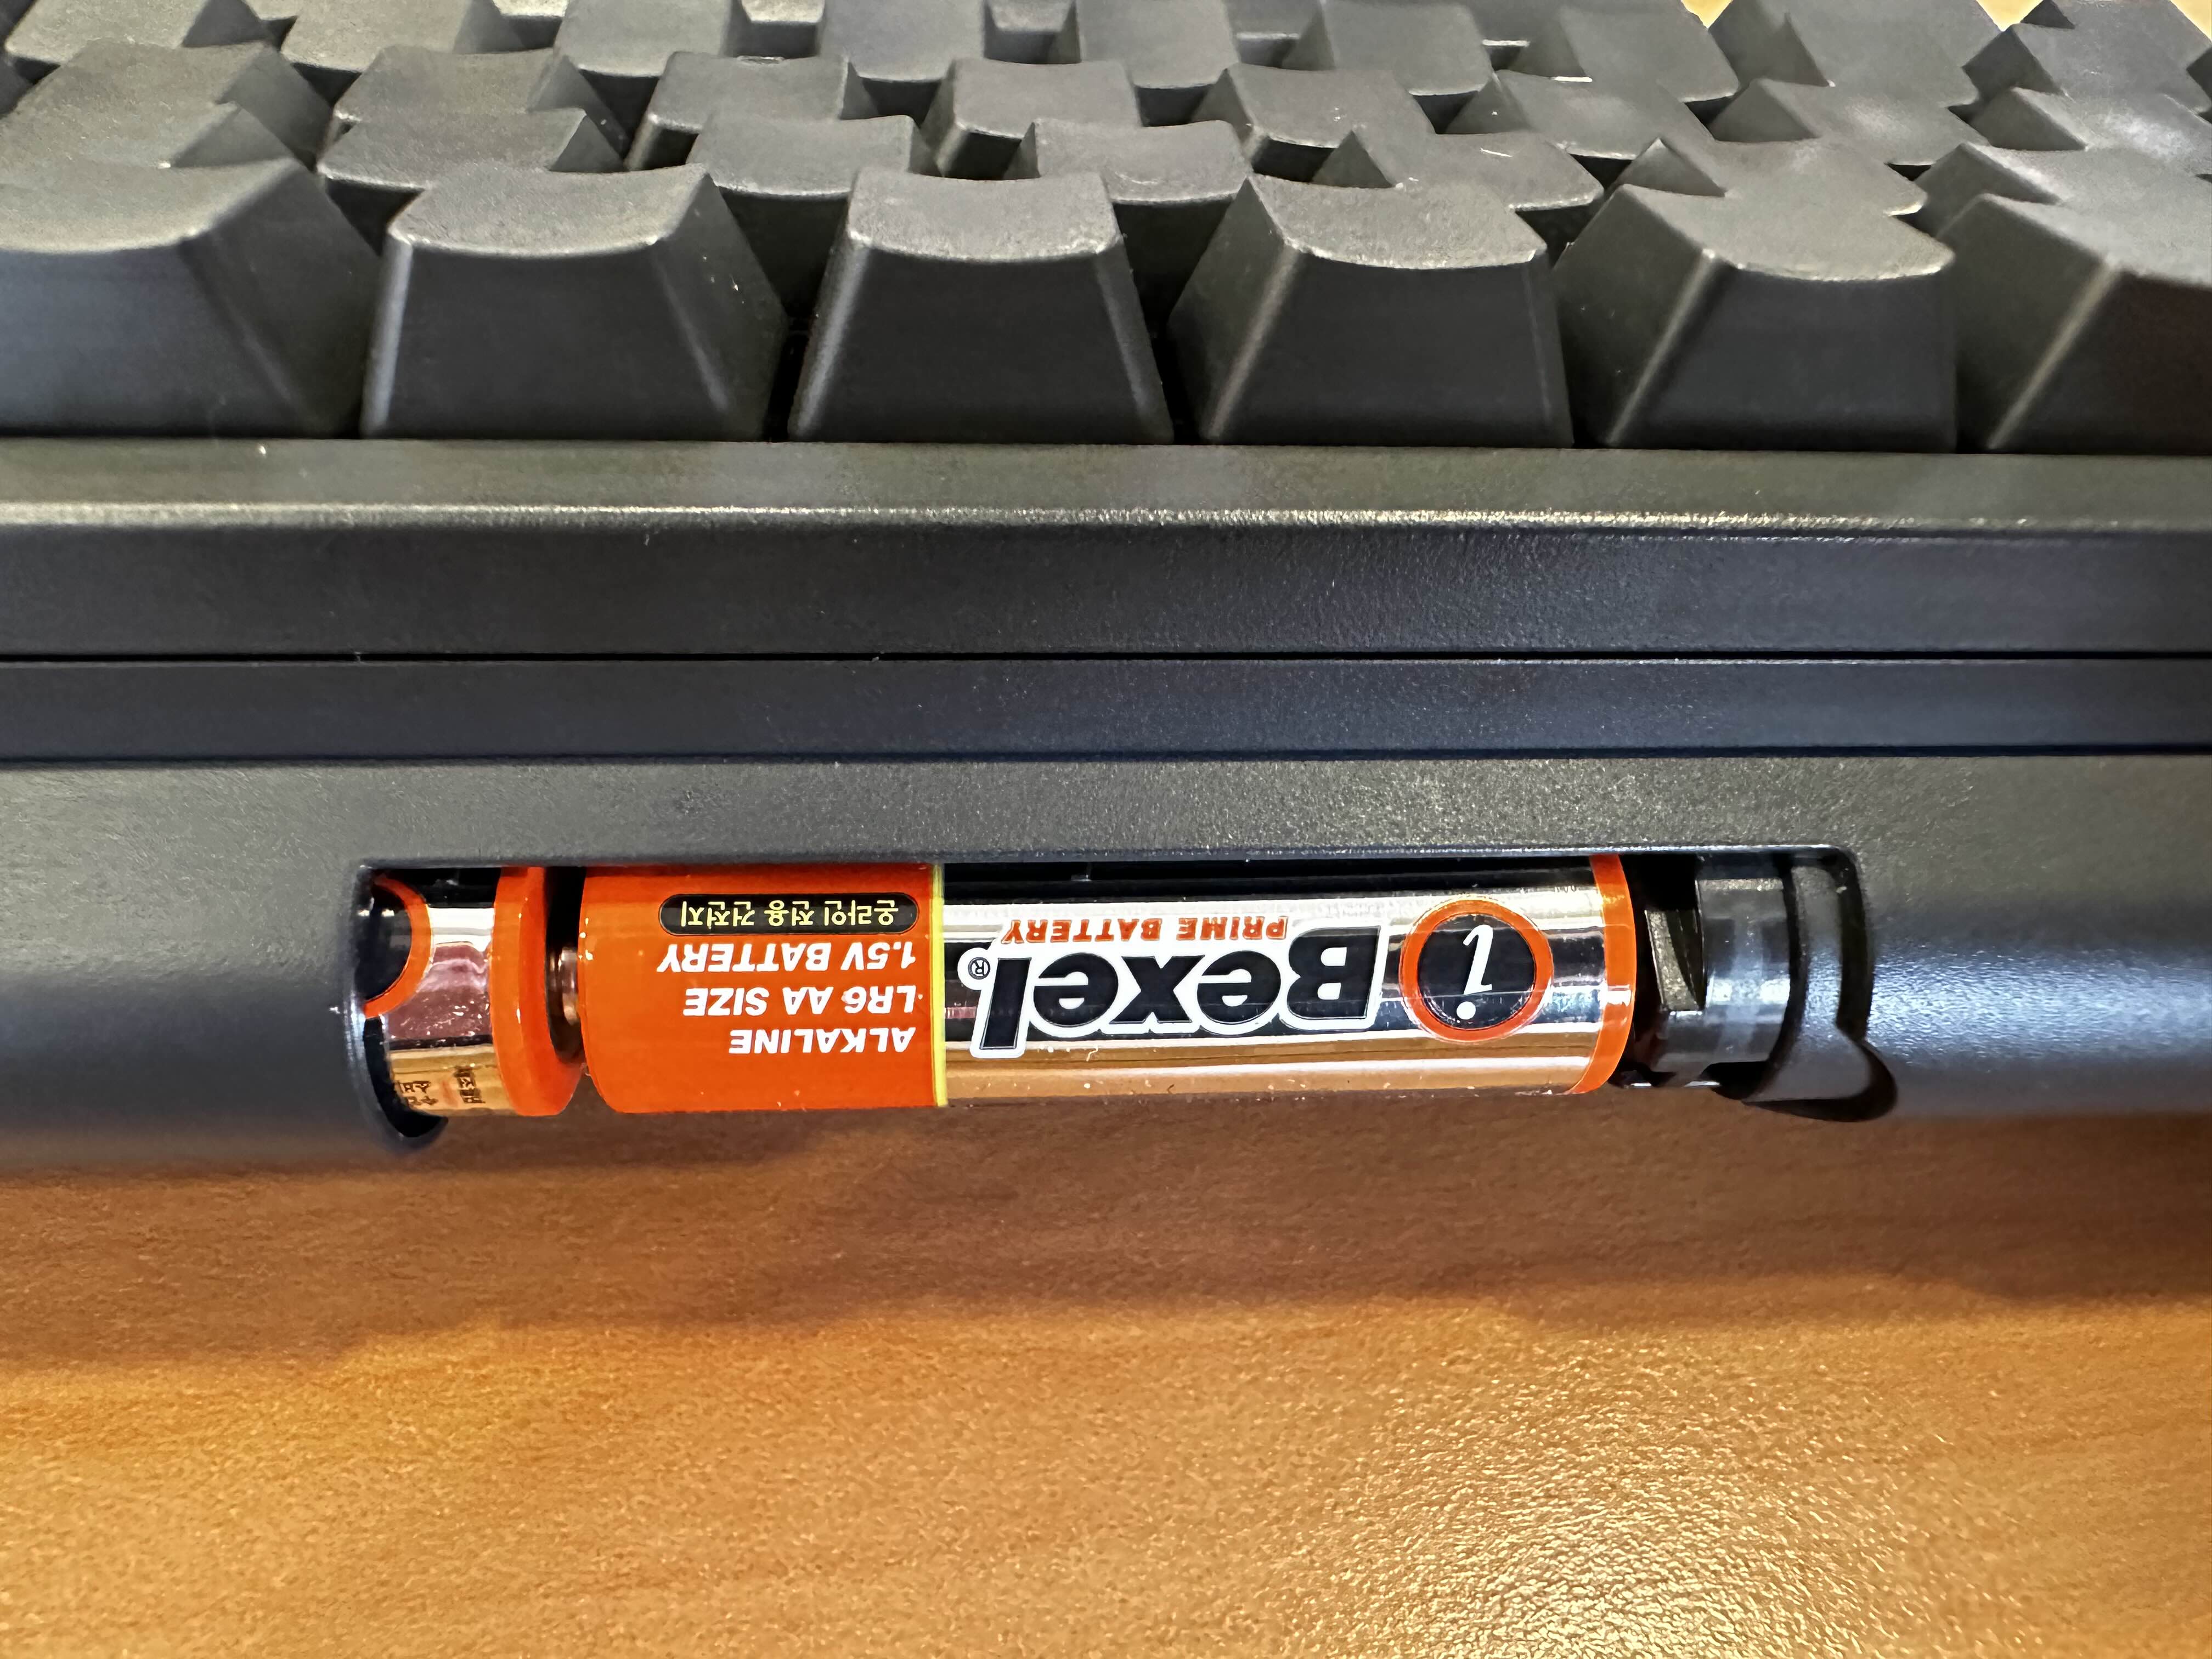 i
Bexel®
PRIME BATTERY
ALKALINE
LR6 AA SIZE
1.5V BATTERY
온라인 전용 건전지